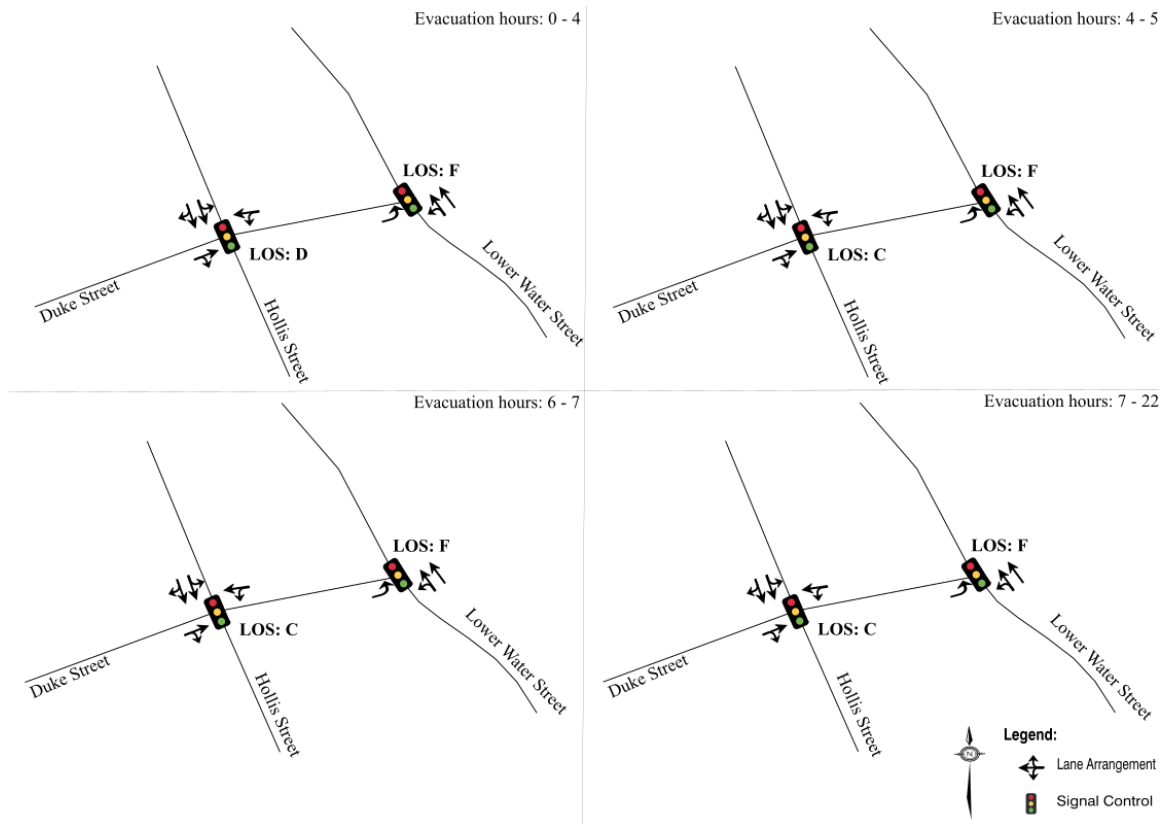 Evacuation hours: 0 - 4
LOS: F
LOS: D
Duke Street
Hollis Street
Lower Water Street
Evacuation hours: 4 - 5
LOS: F
LOS: C
Duke Street
Hollis Street
Lower Water Street
Evacuation hours: 6 - 7
LOS: F
LOS: C
Duke Street
Hollis Street
Lower Water Street
Evacuation hours: 7 - 22
LOS: F
LOS: C
Duke Street
Hollis Street
Lower Water Street
N
Legend:
Lane Arrangement
Signal Control